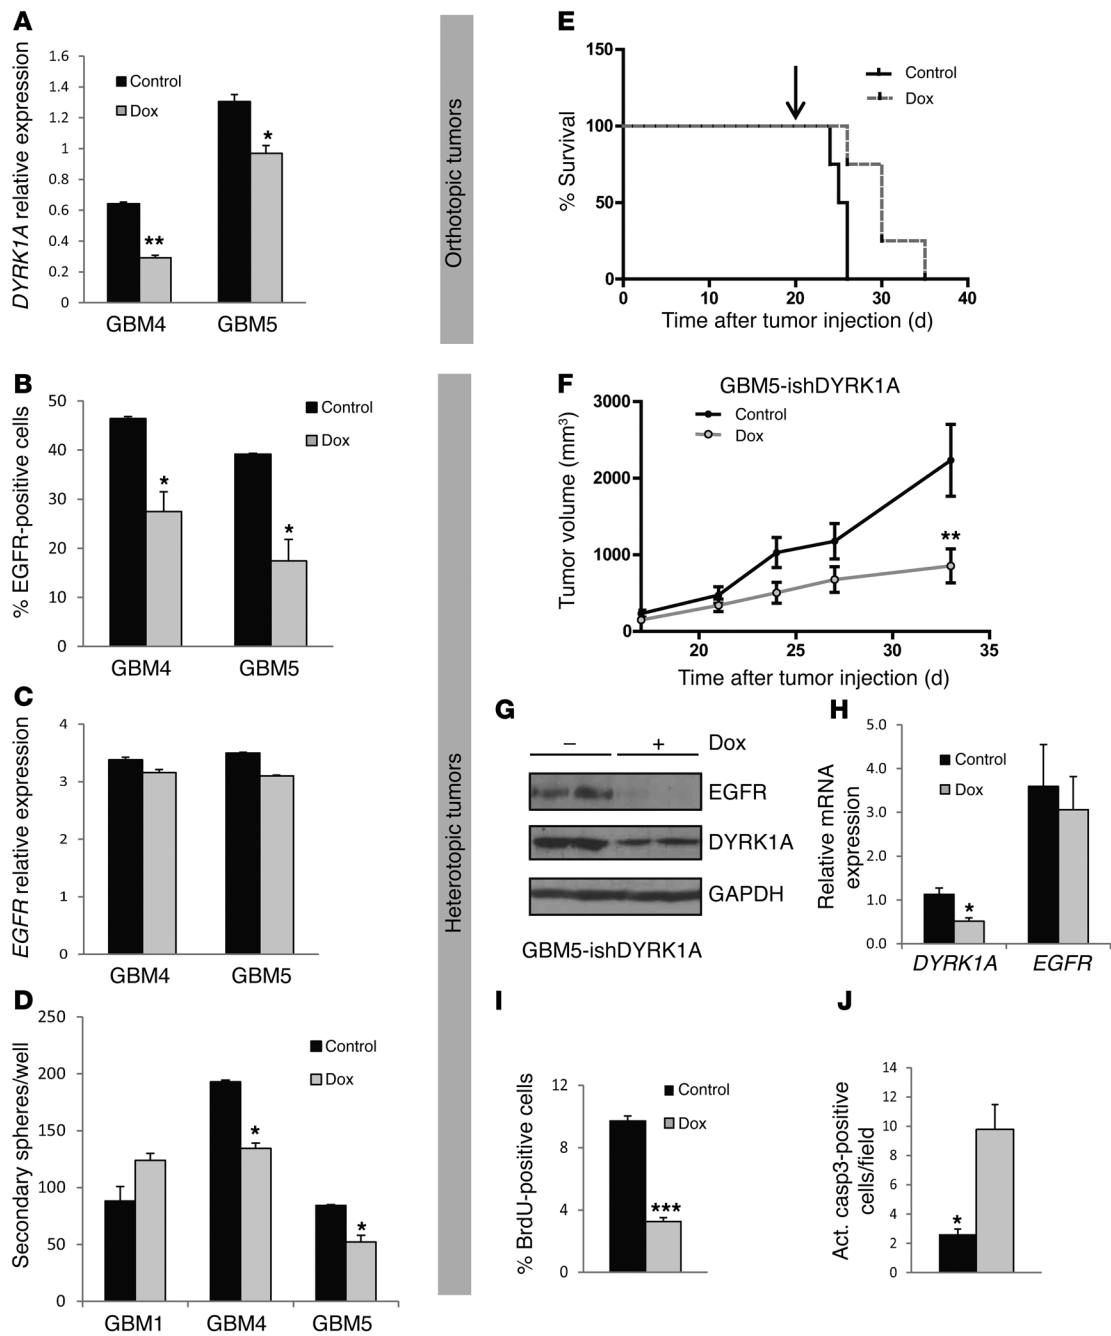 A
DYRK1A relative expression
1.6
1.4
1.2
1
0.8
0.6
0.4
0.2
0
Control
Dox
**
*
GBM4
GBM5
Orthotopic tumors
E
% Survival
150
100
50
0
Control
Dox
0
10
20
30
40
Time after tumor injection (d)
B
% EGFR-positive cells
50
40
30
20
10
0
Control
Dox
*
*
GBM4
GBM5
Heterotopic tumors
F
GBM5-ishDYRK1A
Tumor volume (mm³)
3000
2000
1000
0
Control
Dox
**
20
25
30
35
Time after tumor injection (d)
C
EGFR relative expression
4
3
3
2
2
1
1
0
GBM4
GBM5
G
− + Dox
EGFR
DYRK1A
GAPDH
GBM5-ishDYRK1A
H
Relative mRNA
expression
5.0
4.0
3.0
2.0
1.0
0.0
Control
Dox
*
DYRK1A
EGFR
D
Secondary spheres/well
250
200
150
100
50
0
Control
Dox
*
*
GBM1
GBM4
GBM5
I
% BrdU-positive cells
12
8
4
0
Control
Dox
***
J
Act. casp3-positive
cells/field
14
12
10
8
6
4
2
0
*